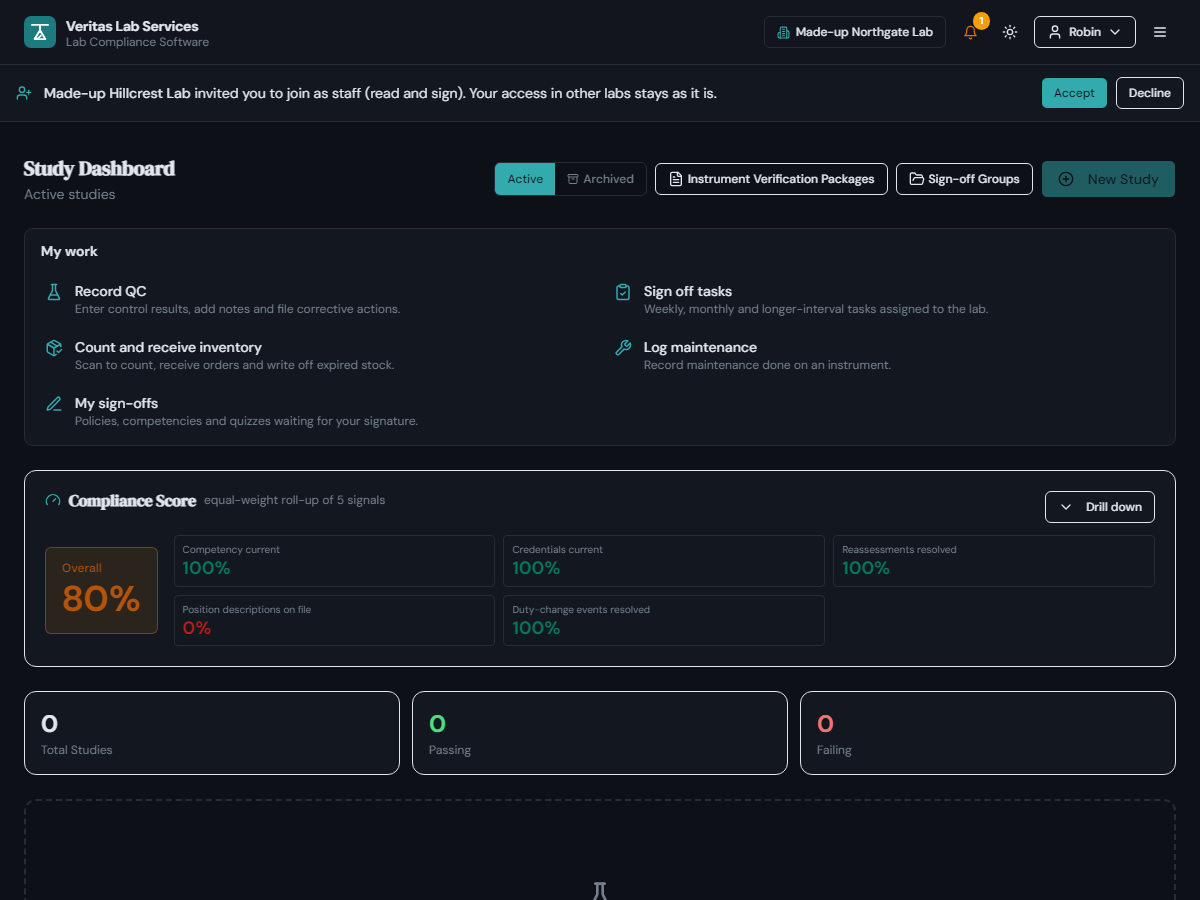 Veritas Lab Services
Lab Compliance Software
Made-up Northgate Lab
1
Robin
Made-up Hillcrest Lab invited you to join as staff (read and sign). Your access in other labs stays as it is.
Accept
Decline
Study Dashboard
Active studies
Active
Archived
Instrument Verification Packages
Sign-off Groups
New Study
My work
Record QC
Enter control results, add notes and file corrective actions.
Sign off tasks
Weekly, monthly and longer-interval tasks assigned to the lab.
Count and receive inventory
Scan to count, receive orders and write off expired stock.
Log maintenance
Record maintenance done on an instrument.
My sign-offs
Policies, competencies and quizzes waiting for your signature.
Compliance Score equal-weight roll-up of 5 signals
Drill down
Overall
80%
Competency current
100%
Credentials current
100%
Reassessments resolved
100%
Position descriptions on file
0%
Duty-change events resolved
100%
0
Total Studies
0
Passing
0
Failing